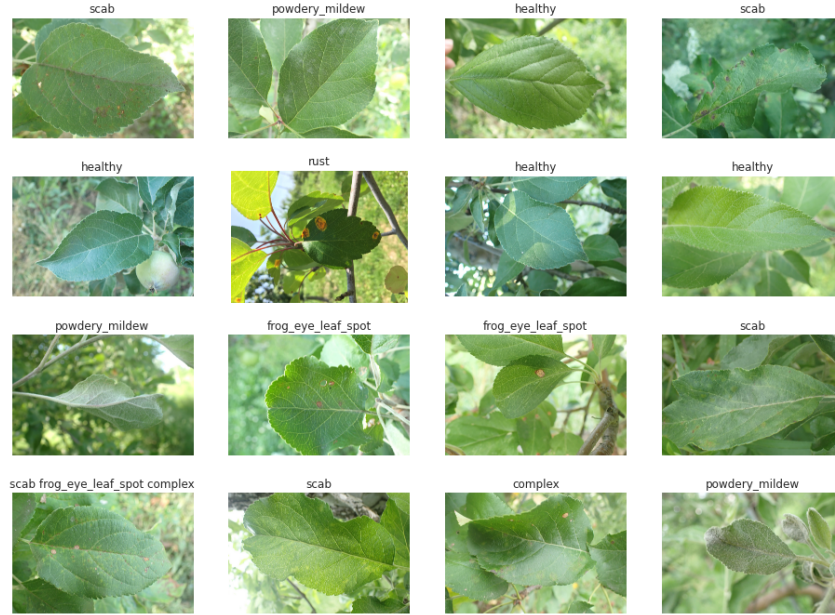 scab
powdery_mildew
healthy
scab
healthy
rust
healthy
healthy
powdery_mildew
frog_eye_leaf_spot
frog_eye_leaf_spot
scab
scab frog_eye_leaf_spot complex
scab
complex
powdery_mildew